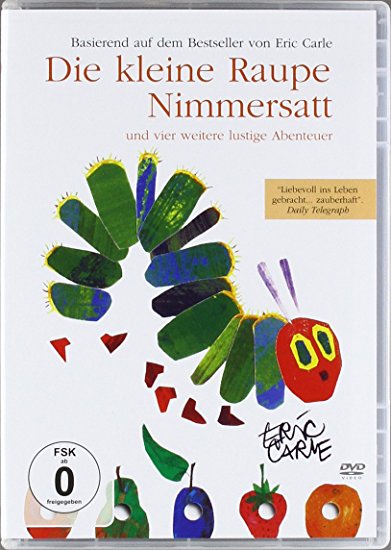 Basierend auf dem Bestseller von Eric Carle
Die kleine Raupe
Nimmersatt
und vier weitere lustige Abenteuer
"Liebevoll ins Leben
gebracht... zauberhaft".
Daily Telegraph
ERIC
CARLE
FSK
ab
0
freigegeben
DVD
VIDEO